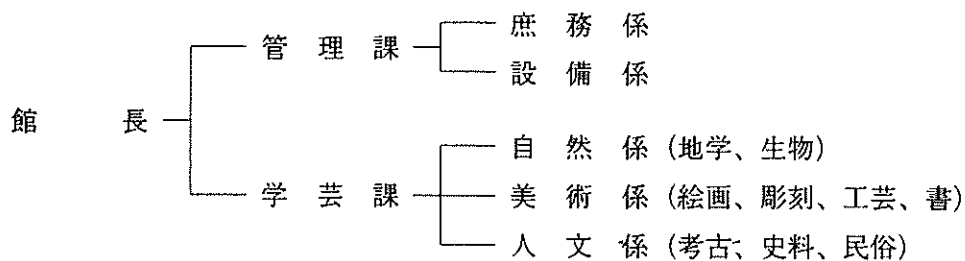 庶務係
管理課
設備係
館長
自然係（地学、生物）
学芸課
美術係（絵画、彫刻、工芸、書）
人文係（考古、史料、民俗）